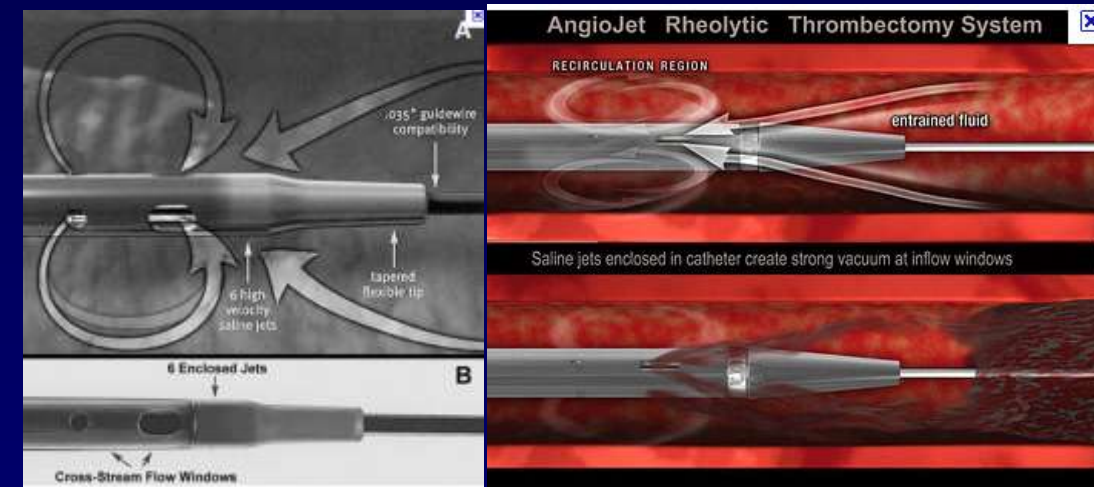 A
.035" guidewire
compatibility
tapered
flexible tip
6 high
velocity
saline jets
6 Enclosed Jets
B
Cross-Stream Flow Windows
AngioJet Rheolytic Thrombectomy System
RECIRCULATION REGION
entrained fluid
Saline jets enclosed in catheter create strong vacuum at inflow windows